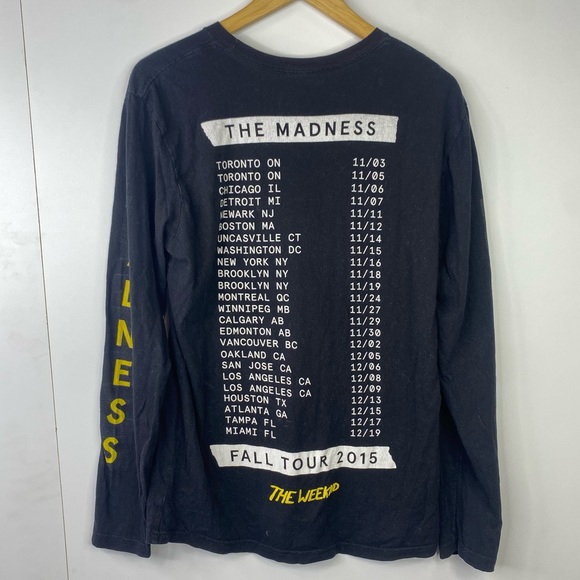 THE MADNESS
TORONTO ON 11/03
TORONTO ON 11/05
CHICAGO IL 11/06
DETROIT MI 11/07
NEWARK NJ 11/11
BOSTON MA 11/12
UNCASVILLE CT 11/14
WASHINGTON DC 11/15
NEW YORK NY 11/16
BROOKLYN NY 11/18
BROOKLYN NY 11/19
MONTREAL QC 11/24
WINNIPEG MB 11/27
CALGARY AB 11/29
EDMONTON AB 11/30
VANCOUVER BC 12/02
OAKLAND CA 12/05
SAN JOSE CA 12/06
LOS ANGELES CA 12/08
LOS ANGELES CA 12/09
HOUSTON TX 12/13
ATLANTA GA 12/15
TAMPA FL 12/17
MIAMI FL 12/19
FALL TOUR 2015
THE WEEKND
DNESS